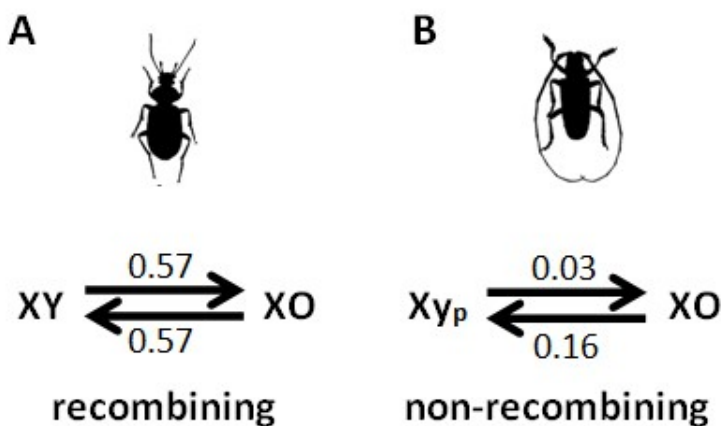 A B
0.57 0.03
XY XO Xyp XO
0.57 0.16
recombining non-recombining